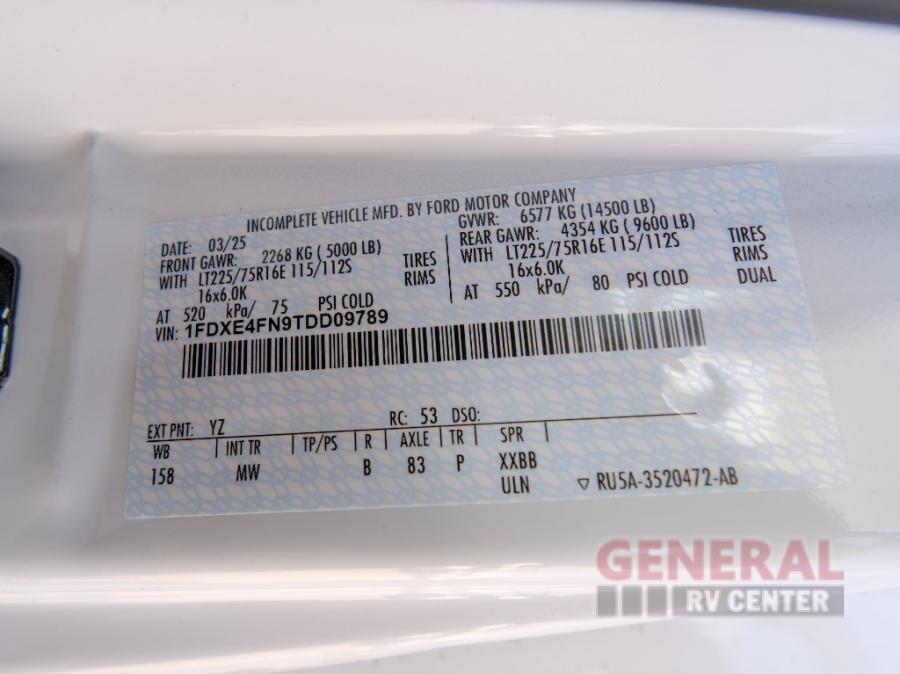 INCOMPLETE VEHICLE MFD. BY FORD MOTOR COMPANY
DATE: 03/25 GVWR: 6577 KG (14500 LB)
FRONT GAWR: 2268 KG (5000 LB) REAR GAWR: 4354 KG (9600 LB)
WITH LT225/75R16E 115/112S TIRES WITH LT225/75R16E 115/112S TIRES
16x6.0K RIMS 16x6.0K RIMS
AT 520 kPa/ 75 PSI COLD AT 550 kPa/ 80 PSI COLD DUAL
VIN: 1FDXE4FN9TDD09789
EXT PNT: YZ RC: 53 DSO:
WB INT TR TP/PS R AXLE TR SPR
158 MW B 83 P XXBB
ULN ▽ RU5A-3520472-AB
GENERAL
RV CENTER